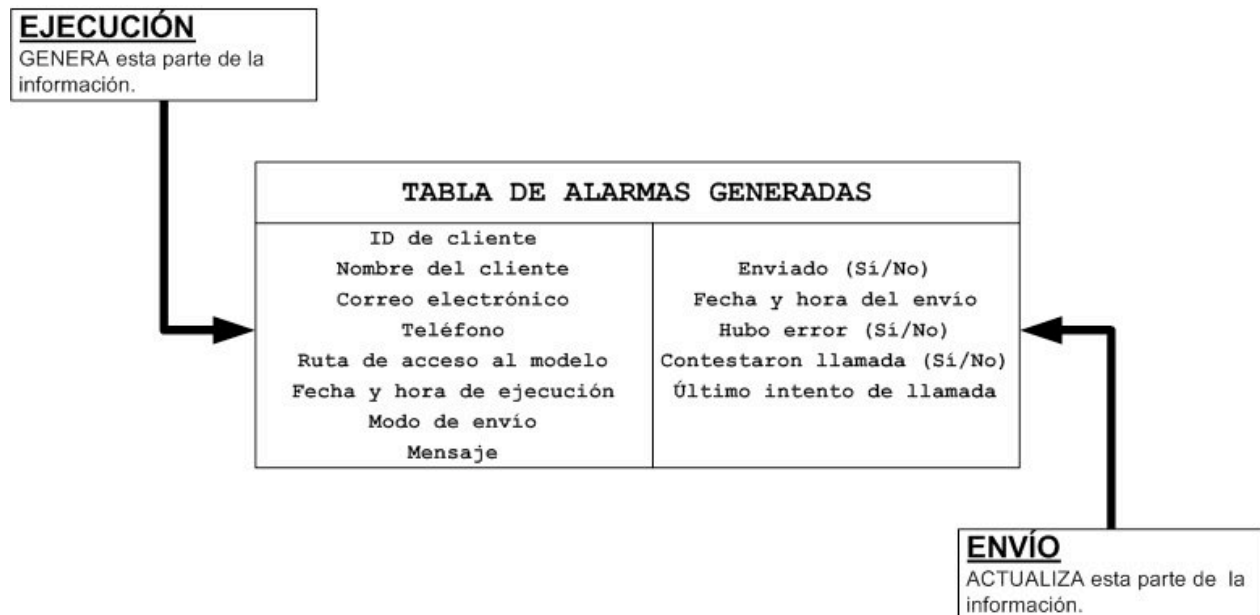 EJECUCIÓN
GENERA esta parte de la
información.
TABLA DE ALARMAS GENERADAS
ID de cliente
Nombre del cliente
Correo electrónico
Teléfono
Ruta de acceso al modelo
Fecha y hora de ejecución
Modo de envío
Mensaje
Enviado (Sí/No)
Fecha y hora del envío
Hubo error (Sí/No)
Contestaron llamada (Sí/No)
Último intento de llamada
ENVÍO
ACTUALIZA esta parte de la
información.